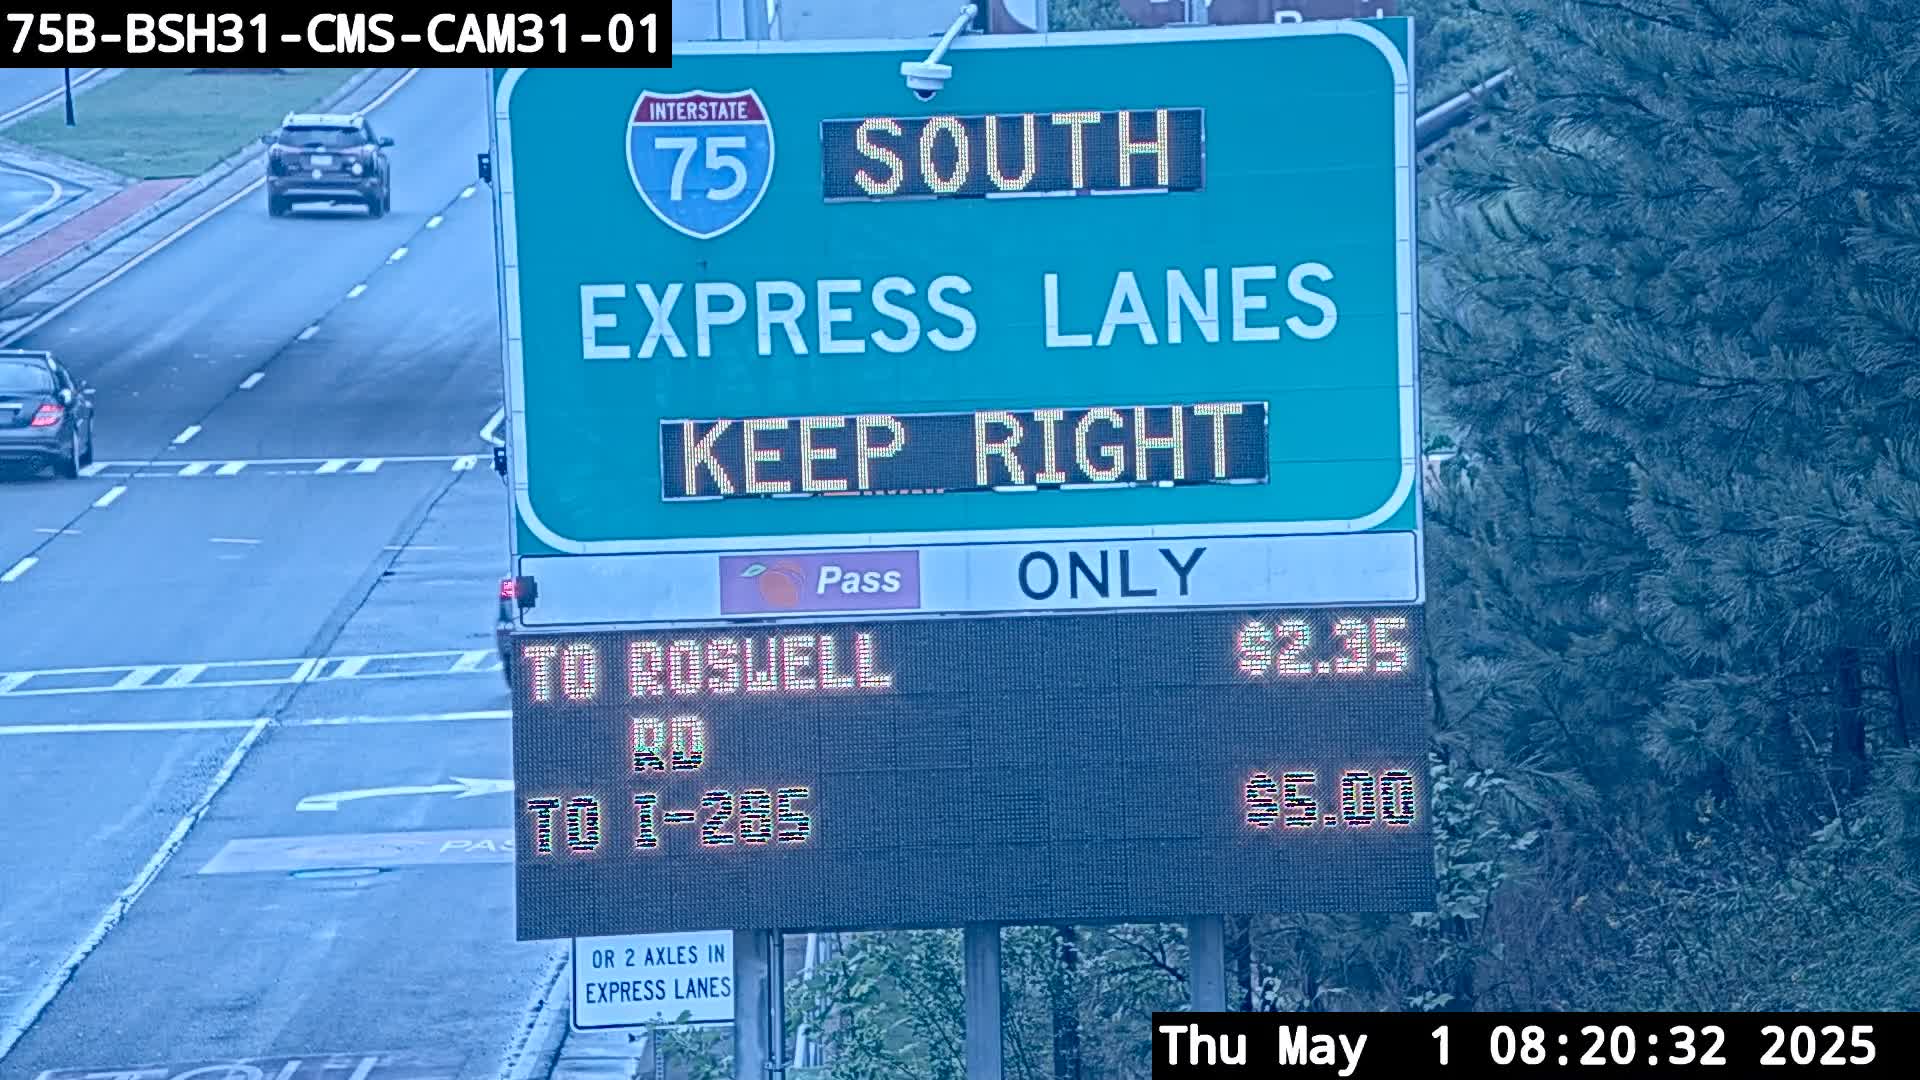 75B-BSH31-CMS-CAM31-01
INTERSTATE
75
SOUTH
EXPRESS LANES
KEEP RIGHT
Pass ONLY
TO ROSWELL $2.35
RD
TO I-285 $5.00
OR 2 AXLES IN
EXPRESS LANES
Thu May 1 08:20:32 2025